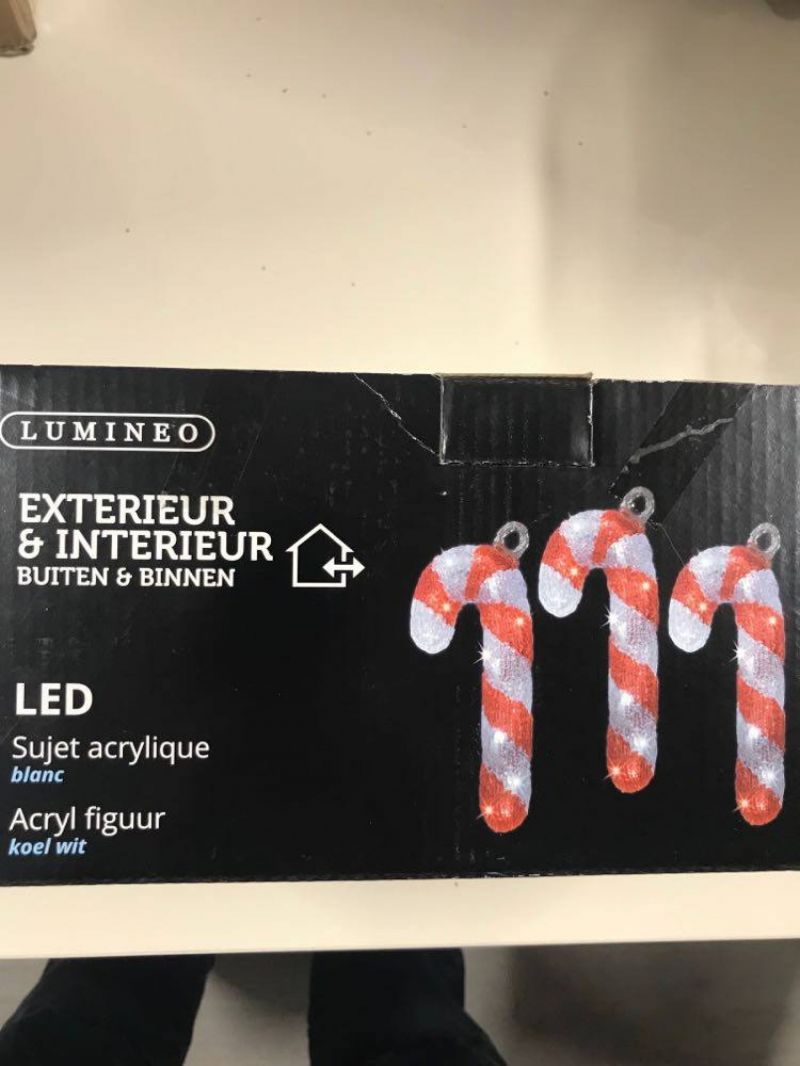 LUMINEO
EXTERIEUR
& INTERIEUR
BUITEN & BINNEN
LED
Sujet acrylique
blanc
Acryl figuur
koel wit